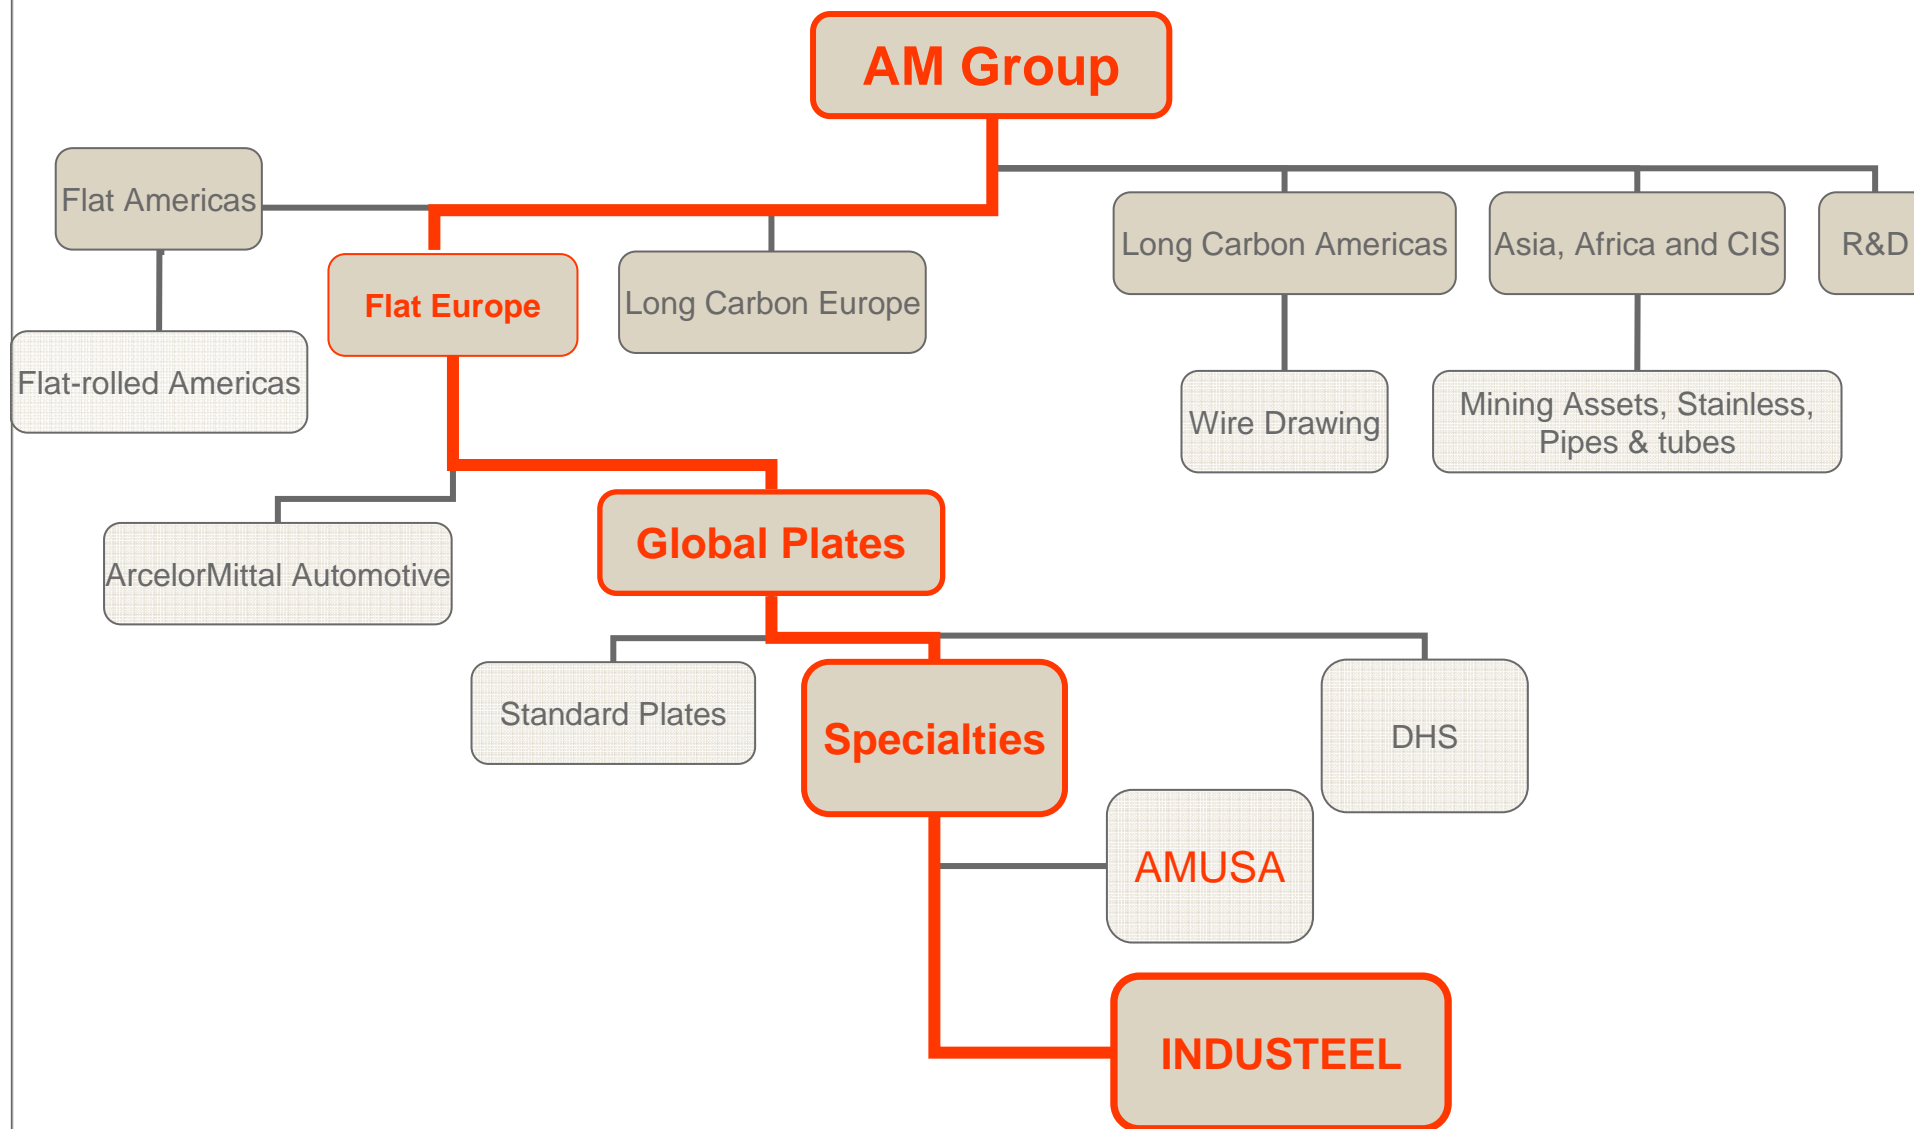 AM Group
Flat Americas
Long Carbon Americas
Asia, Africa and CIS
R&D
Flat Europe
Long Carbon Europe
Flat-rolled Americas
Wire Drawing
Mining Assets, Stainless,
Pipes & tubes
Global Plates
ArcelorMittal Automotive
Standard Plates
Specialties
DHS
AMUSA
INDUSTEEL